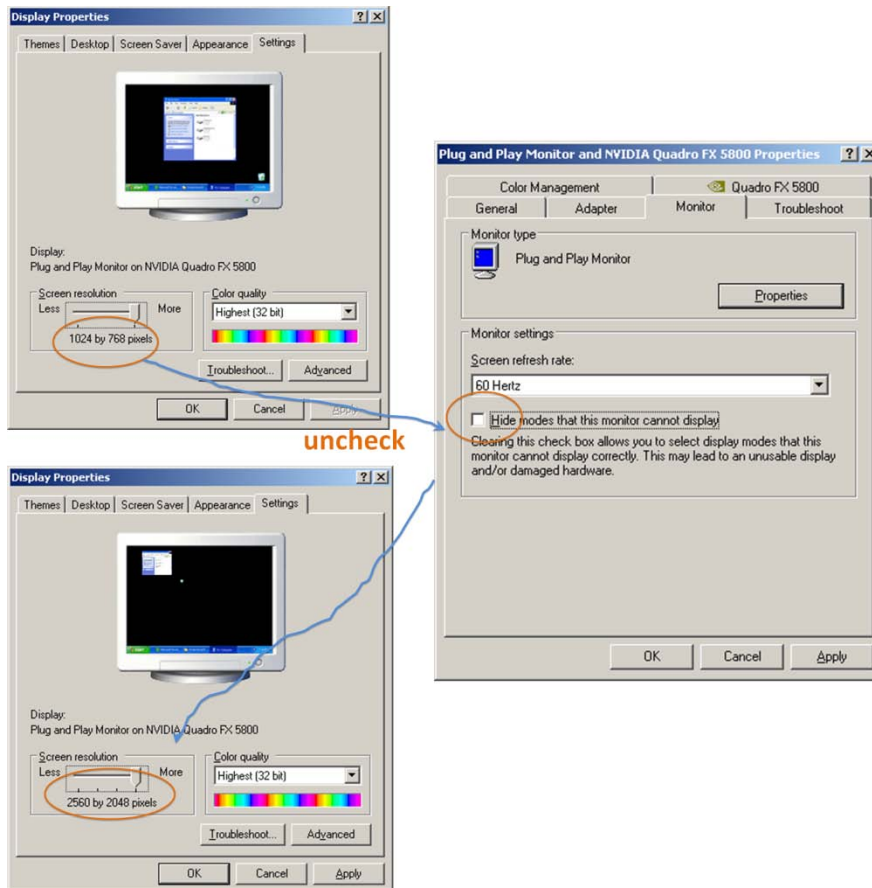 Display Properties
Themes Desktop Screen Saver Appearance Settings
Display:
Plug and Play Monitor on NVIDIA Quadro FX 5800
Screen resolution
Less More
1024 by 768 pixels
Color quality
Highest (32 bit)
Troubleshoot... Advanced
OK Cancel Apply
uncheck
Plug and Play Monitor and NVIDIA Quadro FX 5800 Properties
Color Management Quadro FX 5800
General Adapter Monitor Troubleshoot
Monitor type
Plug and Play Monitor
Properties
Monitor settings
Screen refresh rate:
60 Hertz
Hide modes that this monitor cannot display
Clearing this check box allows you to select display modes that this
monitor cannot display correctly. This may lead to an unusable display
and/or damaged hardware.
OK Cancel Apply
Display Properties
Themes Desktop Screen Saver Appearance Settings
Display:
Plug and Play Monitor on NVIDIA Quadro FX 5800
Screen resolution
Less More
2560 by 2048 pixels
Color quality
Highest (32 bit)
Troubleshoot... Advanced
OK Cancel Apply